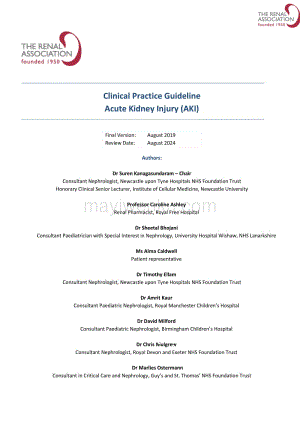 THE RENAL
ASSOCIATION
founded 1950
THE RENAL
ASSOCIATION
founded 1950
Clinical Practice Guideline
Acute Kidney Injury (AKI)
Final Version: August 2019
Review Date: August 2024
Authors:
Dr Suren Kanagasundaram – Chair
Consultant Nephrologist, Newcastle upon Tyne Hospitals NHS Foundation Trust
Honorary Clinical Senior Lecturer, Institute of Cellular Medicine, Newcastle University
Professor Caroline Ashley
Renal Pharmacist, Royal Free Hospital
Dr Sheetal Bhojani
Consultant Paediatrician with Special Interest in Nephrology, University Hospital Wishaw, NHS Lanarkshire
Ms Alma Caldwell
Patient representative
Dr Timothy Ellam
Consultant Nephrologist, Newcastle upon Tyne Hospitals NHS Foundation Trust
Dr Amrit Kaur
Consultant Paediatric Nephrologist, Royal Manchester Children's Hospital
Dr David Milford
Consultant Paediatric Nephrologist, Birmingham Children's Hospital
Dr Chris Mulgrew
Consultant Nephrologist, Royal Devon and Exeter NHS Foundation Trust
Dr Marlies Ostermann
Consultant in Critical Care and Nephrology, Guy's and St. Thomas' NHS Foundation Trust